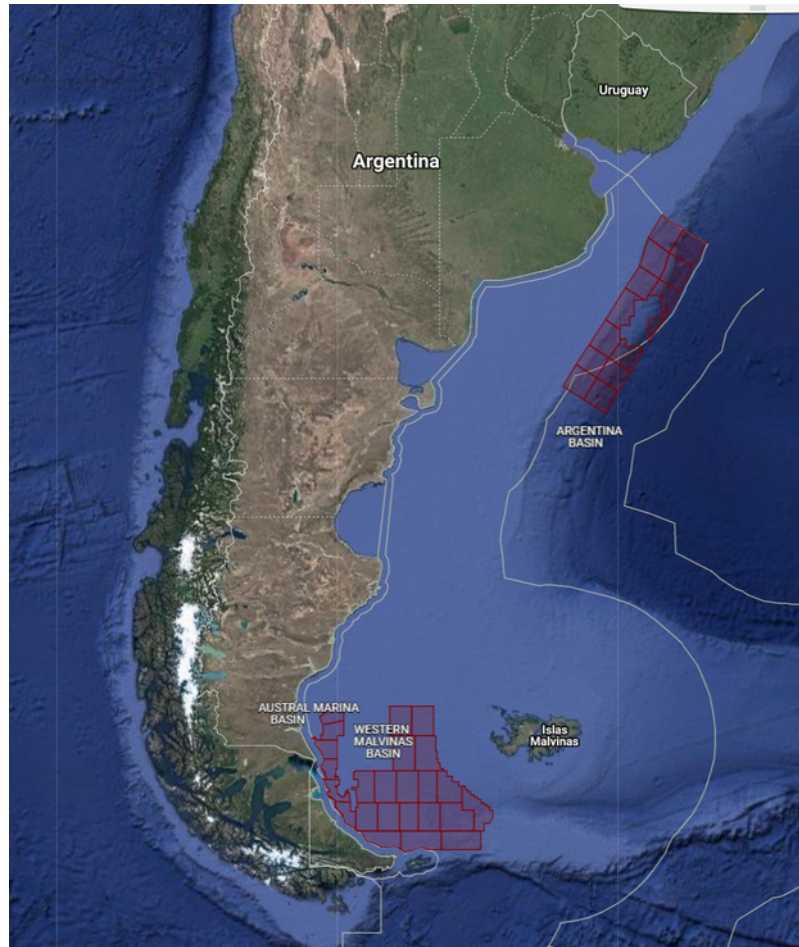 Uruguay
Argentina
ARGENTINA
BASIN
AUSTRAL MARINA
BASIN
WESTERN
MALVINAS
BASIN
Islas
Malvinas